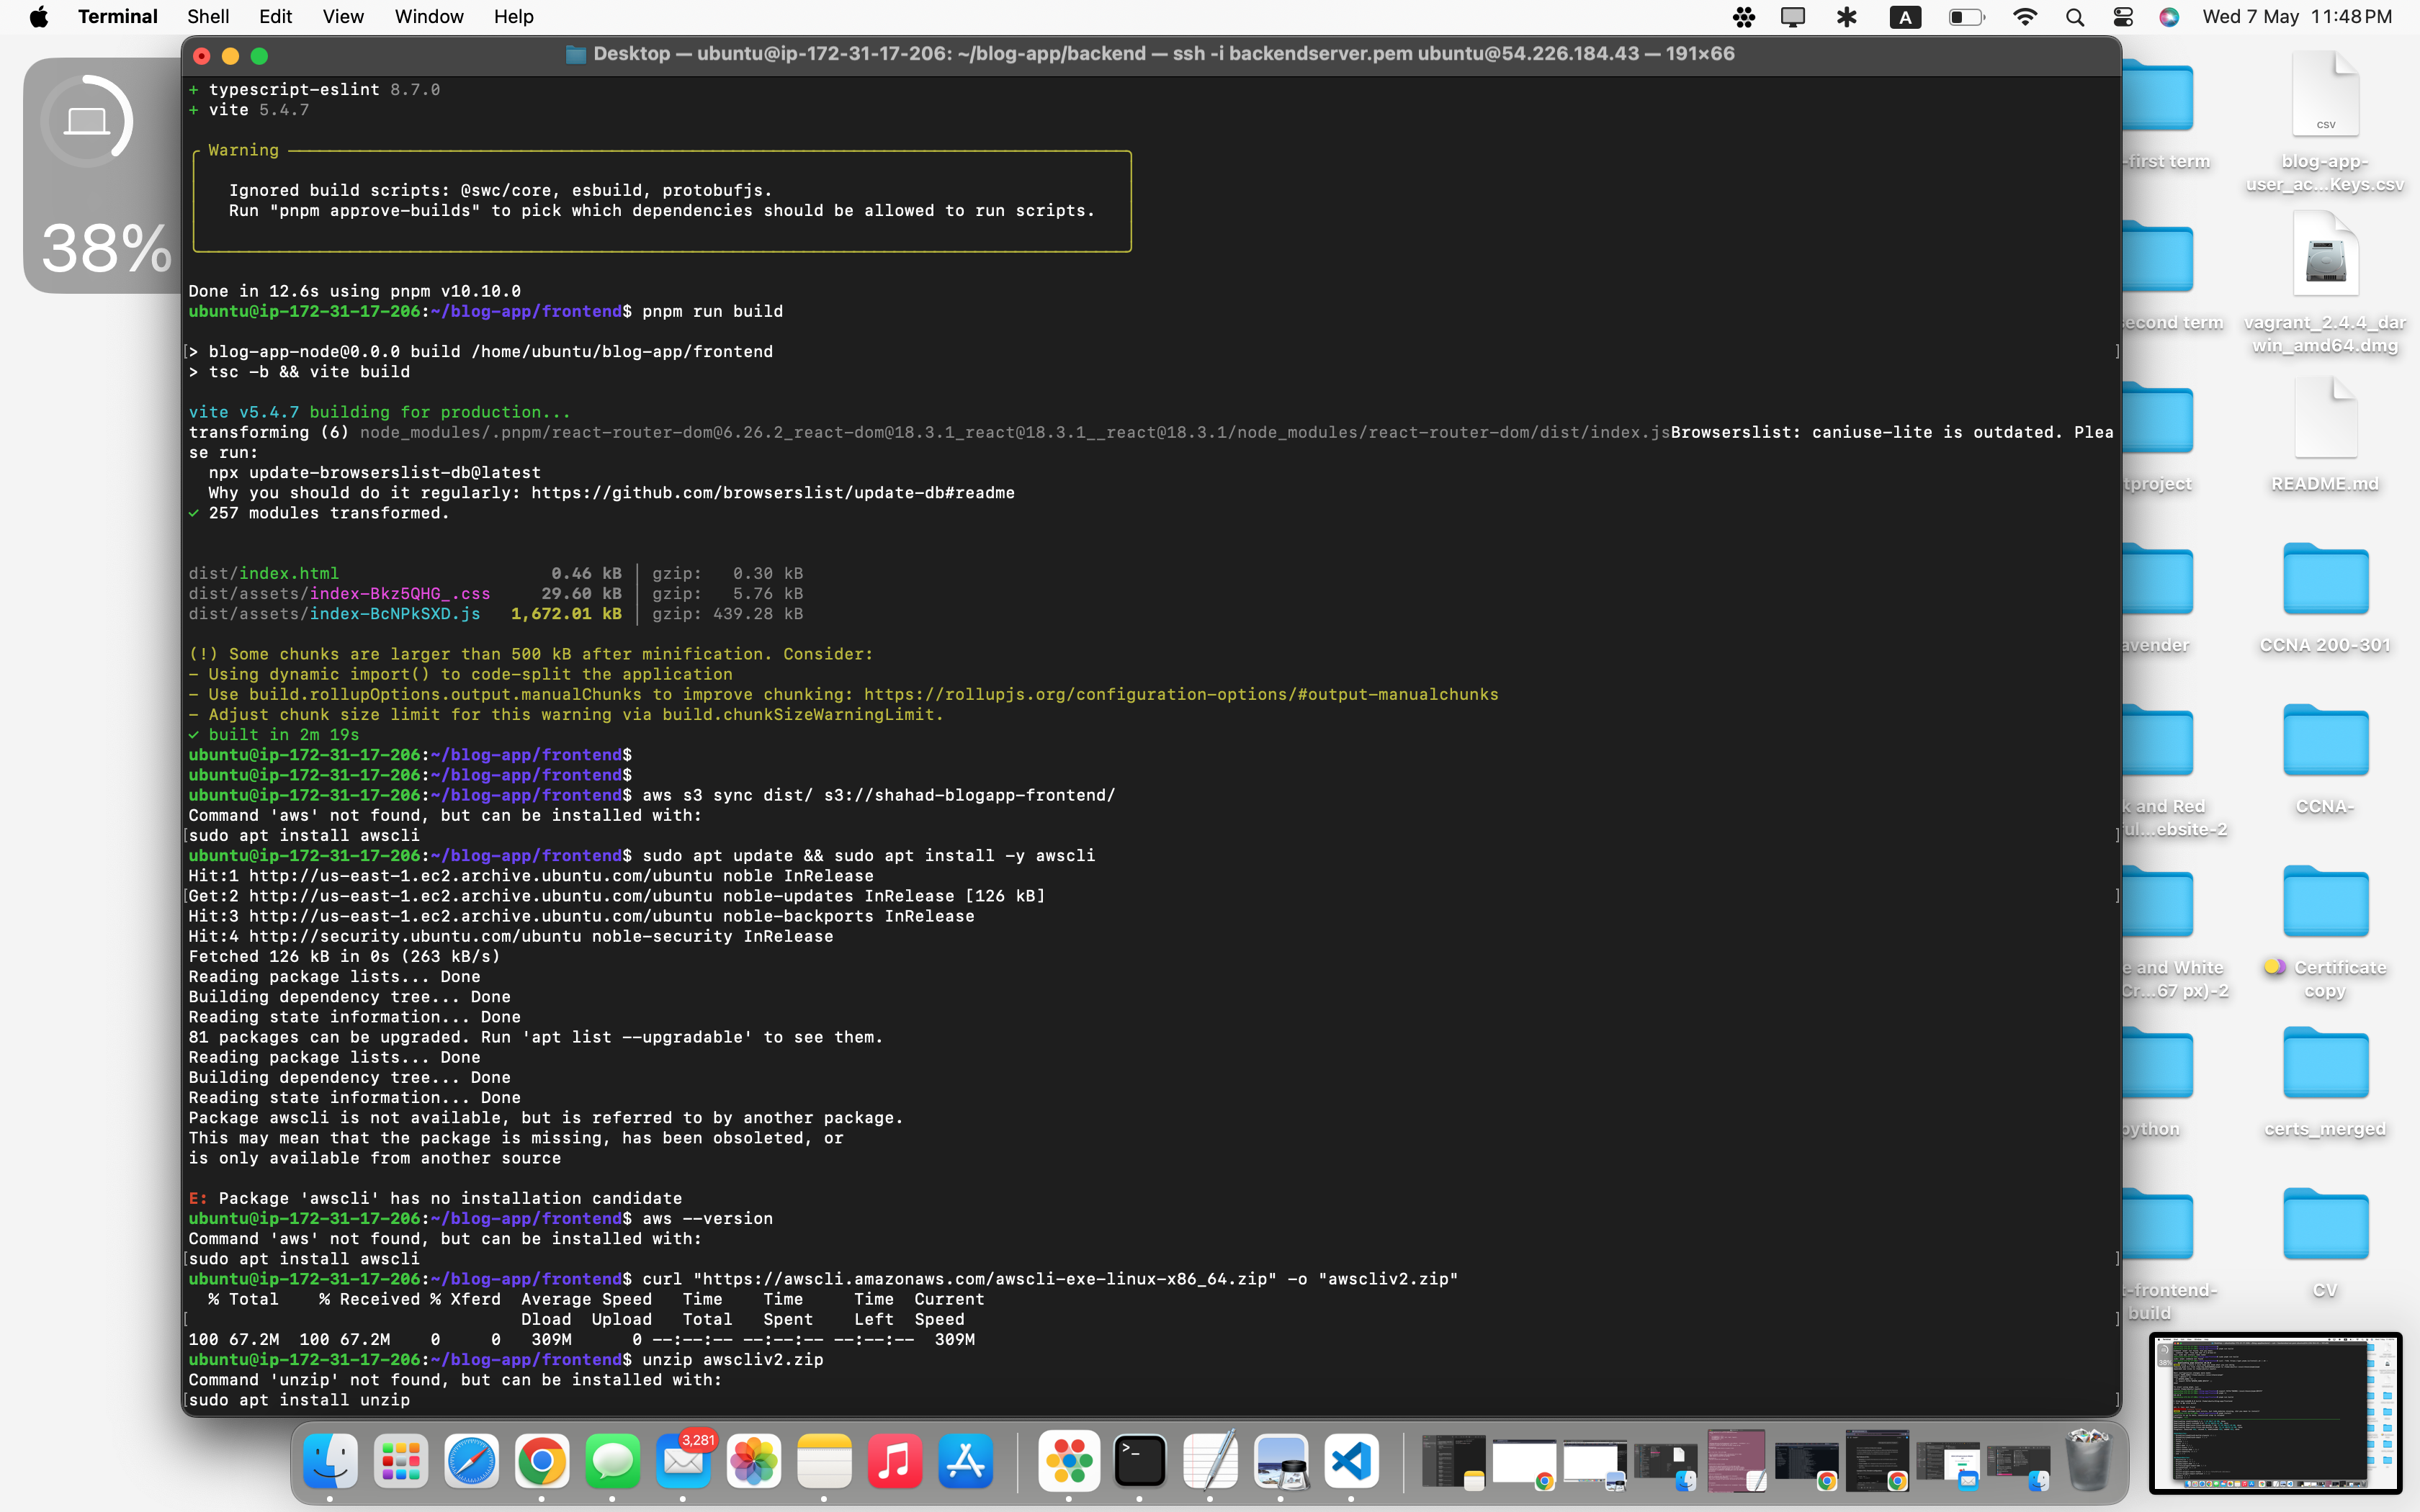 Terminal Shell Edit View Window Help
A
Wed 7 May 11:48 PM
Desktop — ubuntu@ip-172-31-17-206: ~/blog-app/backend — ssh -i backendserver.pem ubuntu@54.226.184.43 — 191×66
38%
+ typescript-eslint 8.7.0
+ vite 5.4.7
Warning
Ignored build scripts: @swc/core, esbuild, protobufjs.
Run "pnpm approve-builds" to pick which dependencies should be allowed to run scripts.
Done in 12.6s using pnpm v10.10.0
ubuntu@ip-172-31-17-206:~/blog-app/frontend$ pnpm run build
[> blog-app-node@0.0.0 build /home/ubuntu/blog-app/frontend ]
> tsc -b && vite build
vite v5.4.7 building for production...
transforming (6) node_modules/.pnpm/react-router-dom@6.26.2_react-dom@18.3.1_react@18.3.1__react@18.3.1/node_modules/react-router-dom/dist/index.jsBrowserslist: caniuse-lite is outdated. Plea
se run:
npx update-browserslist-db@latest
Why you should do it regularly: https://github.com/browserslist/update-db#readme
✓ 257 modules transformed.
dist/index.html 0.46 kB │ gzip: 0.30 kB
dist/assets/index-Bkz5QHG_.css 29.60 kB │ gzip: 5.76 kB
dist/assets/index-BcNPkSXD.js 1,672.01 kB │ gzip: 439.28 kB
(!) Some chunks are larger than 500 kB after minification. Consider:
- Using dynamic import() to code-split the application
- Use build.rollupOptions.output.manualChunks to improve chunking: https://rollupjs.org/configuration-options/#output-manualchunks
- Adjust chunk size limit for this warning via build.chunkSizeWarningLimit.
✓ built in 2m 19s
ubuntu@ip-172-31-17-206:~/blog-app/frontend$
ubuntu@ip-172-31-17-206:~/blog-app/frontend$
ubuntu@ip-172-31-17-206:~/blog-app/frontend$ aws s3 sync dist/ s3://shahad-blogapp-frontend/
Command 'aws' not found, but can be installed with:
[sudo apt install awscli ]
ubuntu@ip-172-31-17-206:~/blog-app/frontend$ sudo apt update && sudo apt install -y awscli
Hit:1 http://us-east-1.ec2.archive.ubuntu.com/ubuntu noble InRelease
[Get:2 http://us-east-1.ec2.archive.ubuntu.com/ubuntu noble-updates InRelease [126 kB] ]
Hit:3 http://us-east-1.ec2.archive.ubuntu.com/ubuntu noble-backports InRelease
Hit:4 http://security.ubuntu.com/ubuntu noble-security InRelease
Fetched 126 kB in 0s (263 kB/s)
Reading package lists... Done
Building dependency tree... Done
Reading state information... Done
81 packages can be upgraded. Run 'apt list --upgradable' to see them.
Reading package lists... Done
Building dependency tree... Done
Reading state information... Done
Package awscli is not available, but is referred to by another package.
This may mean that the package is missing, has been obsoleted, or
is only available from another source
E: Package 'awscli' has no installation candidate
ubuntu@ip-172-31-17-206:~/blog-app/frontend$ aws --version
Command 'aws' not found, but can be installed with:
[sudo apt install awscli ]
ubuntu@ip-172-31-17-206:~/blog-app/frontend$ curl "https://awscli.amazonaws.com/awscli-exe-linux-x86_64.zip" -o "awscliv2.zip"
% Total % Received % Xferd Average Speed Time Time Time Current
[ Dload Upload Total Spent Left Speed ]
100 67.2M 100 67.2M 0 0 309M 0 --:--:-- --:--:-- --:--:-- 309M
ubuntu@ip-172-31-17-206:~/blog-app/frontend$ unzip awscliv2.zip
Command 'unzip' not found, but can be installed with:
[sudo apt install unzip ]
csv
-first term
blog-app-
user_ac...Keys.csv
econd term
vagrant_2.4.4_dar
win_amd64.dmg
tproject
README.md
avender
CCNA 200-301
k and Red
ful...ebsite-2
CCNA-
e and White
Cr...67 px)-2
Certificate
copy
python
certs_merged
t-frontend-
build
CV
3,281